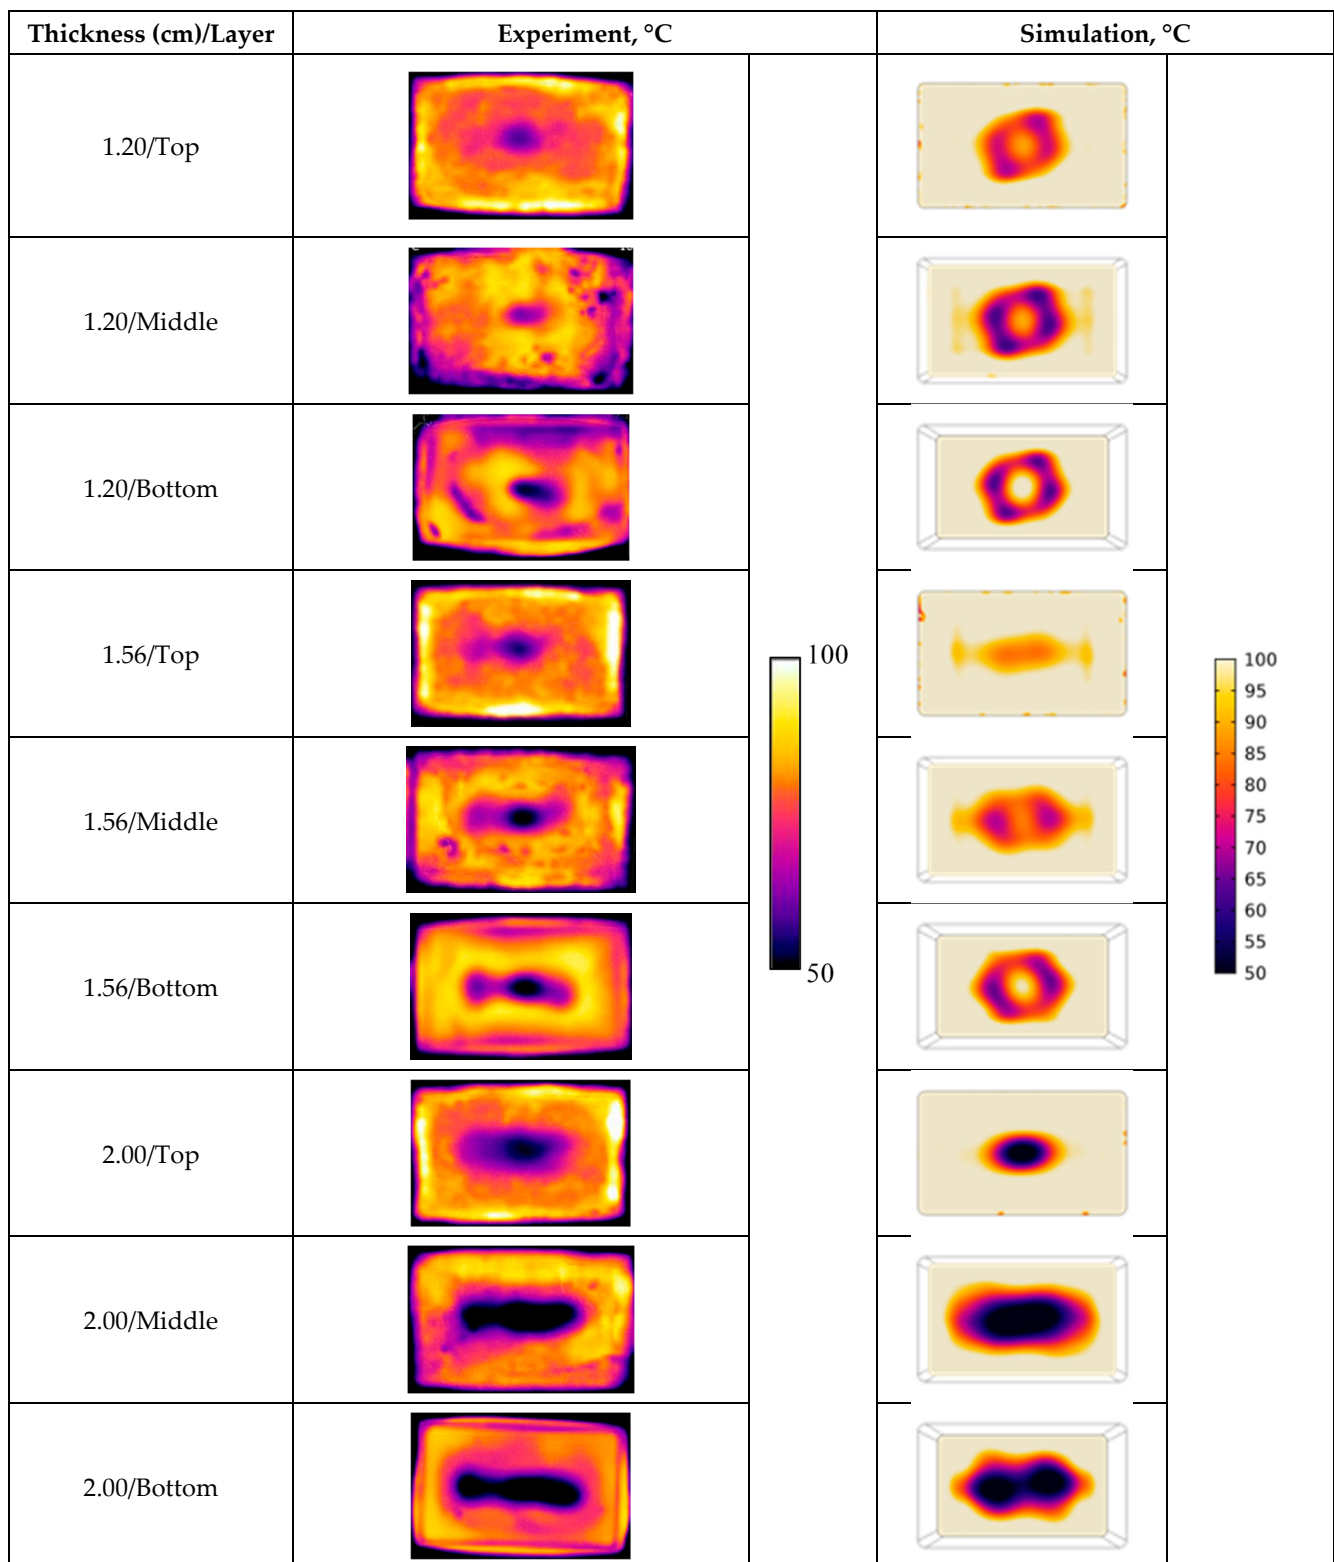 Thickness (cm)/Layer Experiment, °C Simulation, °C
1.20/Top
1.20/Middle
1.20/Bottom
1.56/Top
1.56/Middle
1.56/Bottom
2.00/Top
2.00/Middle
2.00/Bottom
100
50
100
95
90
85
80
75
70
65
60
55
50